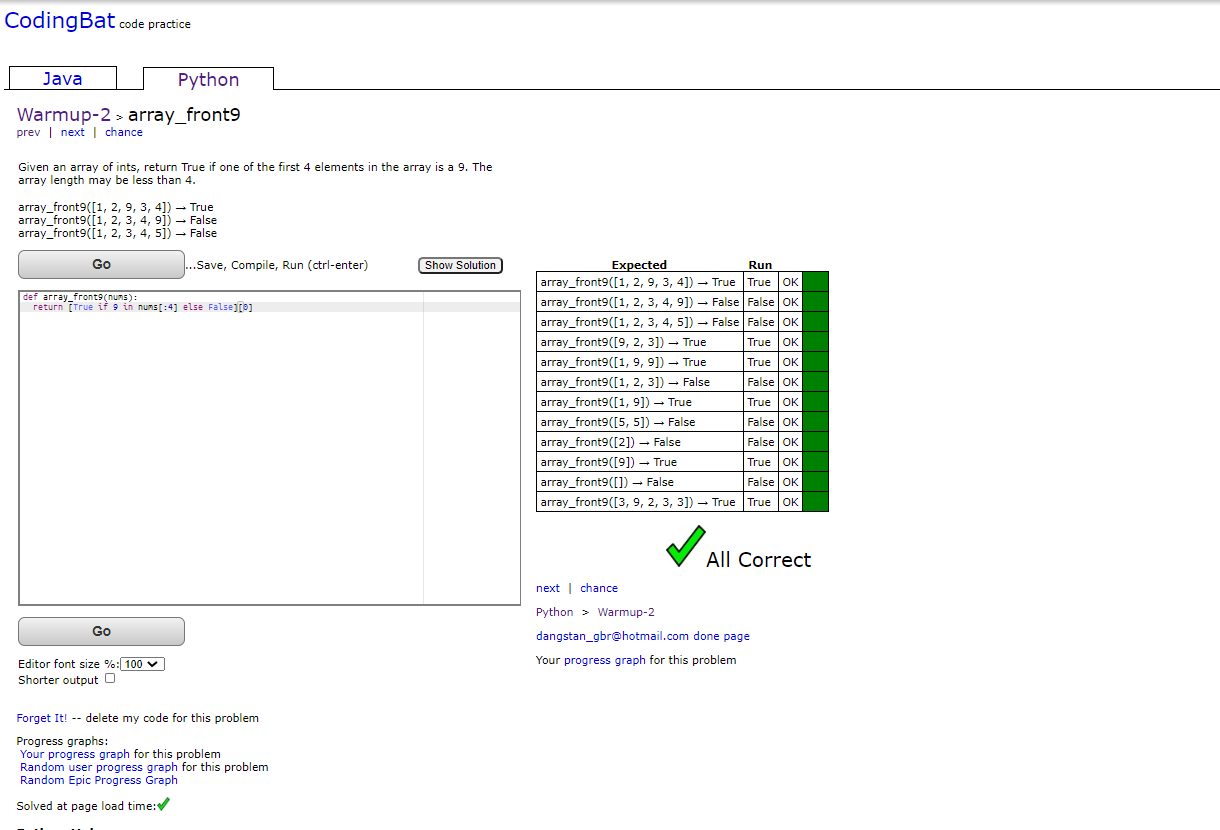 CodingBat code practice
Java
Python
Warmup-2 > array_front9
prev | next | chance
Given an array of ints, return True if one of the first 4 elements in the array is a 9. The
array length may be less than 4.
array_front9([1, 2, 9, 3, 4]) → True
array_front9([1, 2, 3, 4, 9]) → False
array_front9([1, 2, 3, 4, 5]) → False
Go
...Save, Compile, Run (ctrl-enter)
Show Solution
def array_front9(nums):
  return [True if 9 in nums[:4] else False][0]
Expected Run
array_front9([1, 2, 9, 3, 4]) → True True OK
array_front9([1, 2, 3, 4, 9]) → False False OK
array_front9([1, 2, 3, 4, 5]) → False False OK
array_front9([9, 2, 3]) → True True OK
array_front9([1, 9, 9]) → True True OK
array_front9([1, 2, 3]) → False False OK
array_front9([1, 9]) → True True OK
array_front9([5, 5]) → False False OK
array_front9([2]) → False False OK
array_front9([9]) → True True OK
array_front9([]) → False False OK
array_front9([3, 9, 2, 3, 3]) → True True OK
All Correct
next | chance
Python > Warmup-2
dangstan_gbr@hotmail.com done page
Your progress graph for this problem
Go
Editor font size %: 100
Shorter output
Forget It! -- delete my code for this problem
Progress graphs:
Your progress graph for this problem
Random user progress graph for this problem
Random Epic Progress Graph
Solved at page load time: